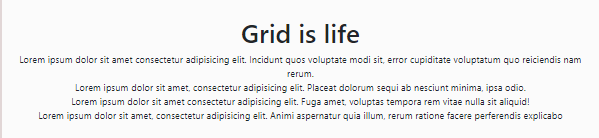 Grid is life
Lorem ipsum dolor sit amet consectetur adipisicing elit. Incidunt quos voluptate modi sit, error cupiditate voluptatum quo reiciendis nam
rerum.
Lorem ipsum dolor sit amet, consectetur adipisicing elit. Placeat dolorum sequi ab nesciunt minima, ipsa odio.
Lorem ipsum dolor sit amet consectetur adipisicing elit. Fuga amet, voluptas tempora rem vitae nulla sit aliquid!
Lorem ipsum dolor sit amet, consectetur adipisicing elit. Animi aspernatur quia illum, rerum ratione facere perferendis explicabo